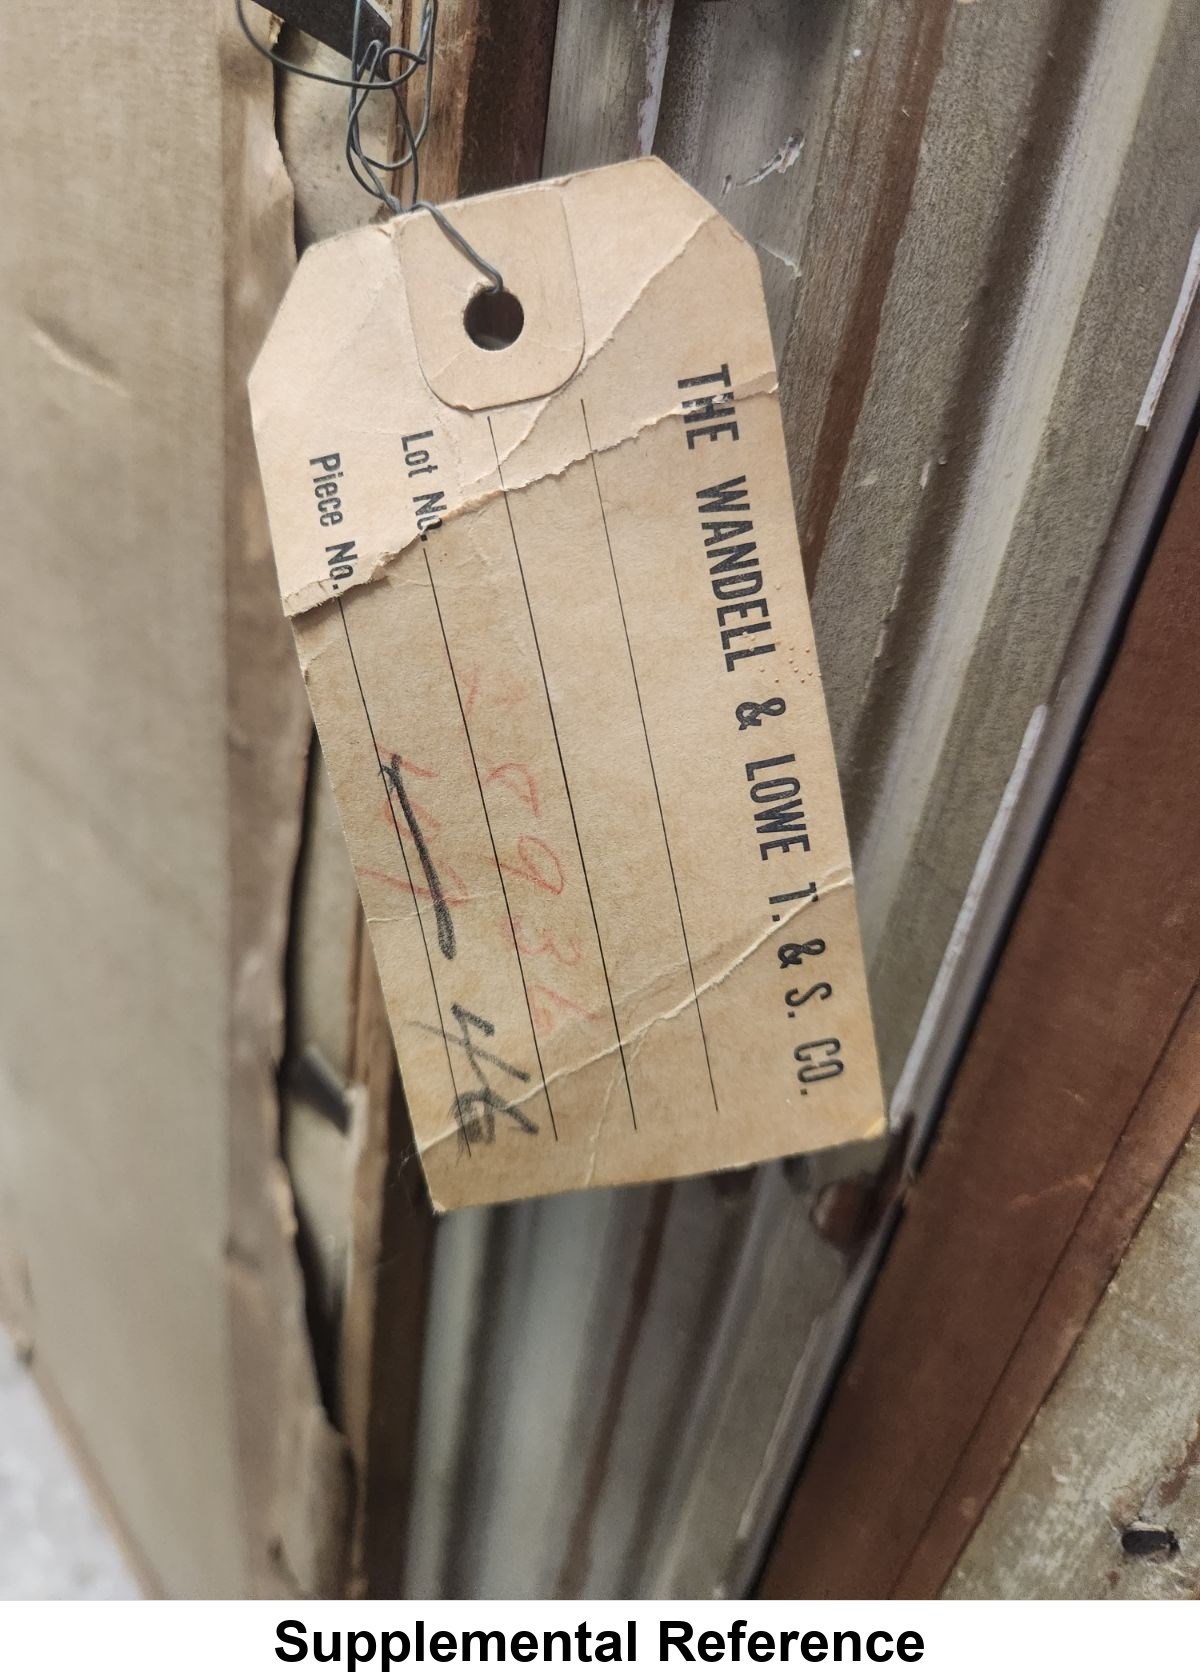 THE WANDELL & LOWE T. & S. CO.
Lot No.
Piece No. 46
Supplemental Reference